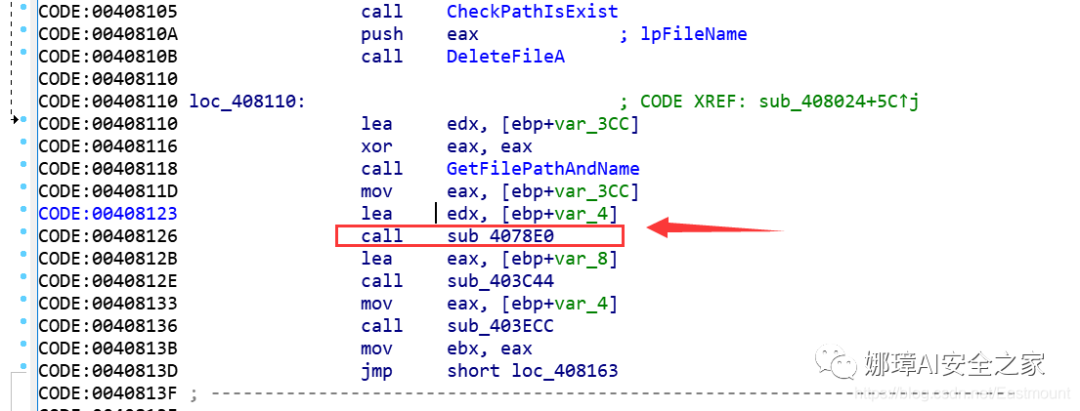 CODE:00408105 call CheckPathIsExist
CODE:0040810A push eax ; lpFileName
CODE:0040810B call DeleteFileA
CODE:00408110
CODE:00408110 loc_408110: ; CODE XREF: sub_408024+5C↑j
CODE:00408110 lea edx, [ebp+var_3CC]
CODE:00408116 xor eax, eax
CODE:00408118 call GetFilePathAndName
CODE:0040811D mov eax, [ebp+var_3CC]
CODE:00408123 lea edx, [ebp+var_4]
CODE:00408126 call sub_4078E0
CODE:0040812B lea eax, [ebp+var_8]
CODE:0040812E call sub_403C44
CODE:00408133 mov eax, [ebp+var_4]
CODE:00408136 call sub_403ECC
CODE:0040813B mov ebx, eax
CODE:0040813D jmp short loc_408163
CODE:0040813F ; ---------------------------------------------------------------------------
娜璋AI安全之家
https://blog.csdn.net/Eastmount